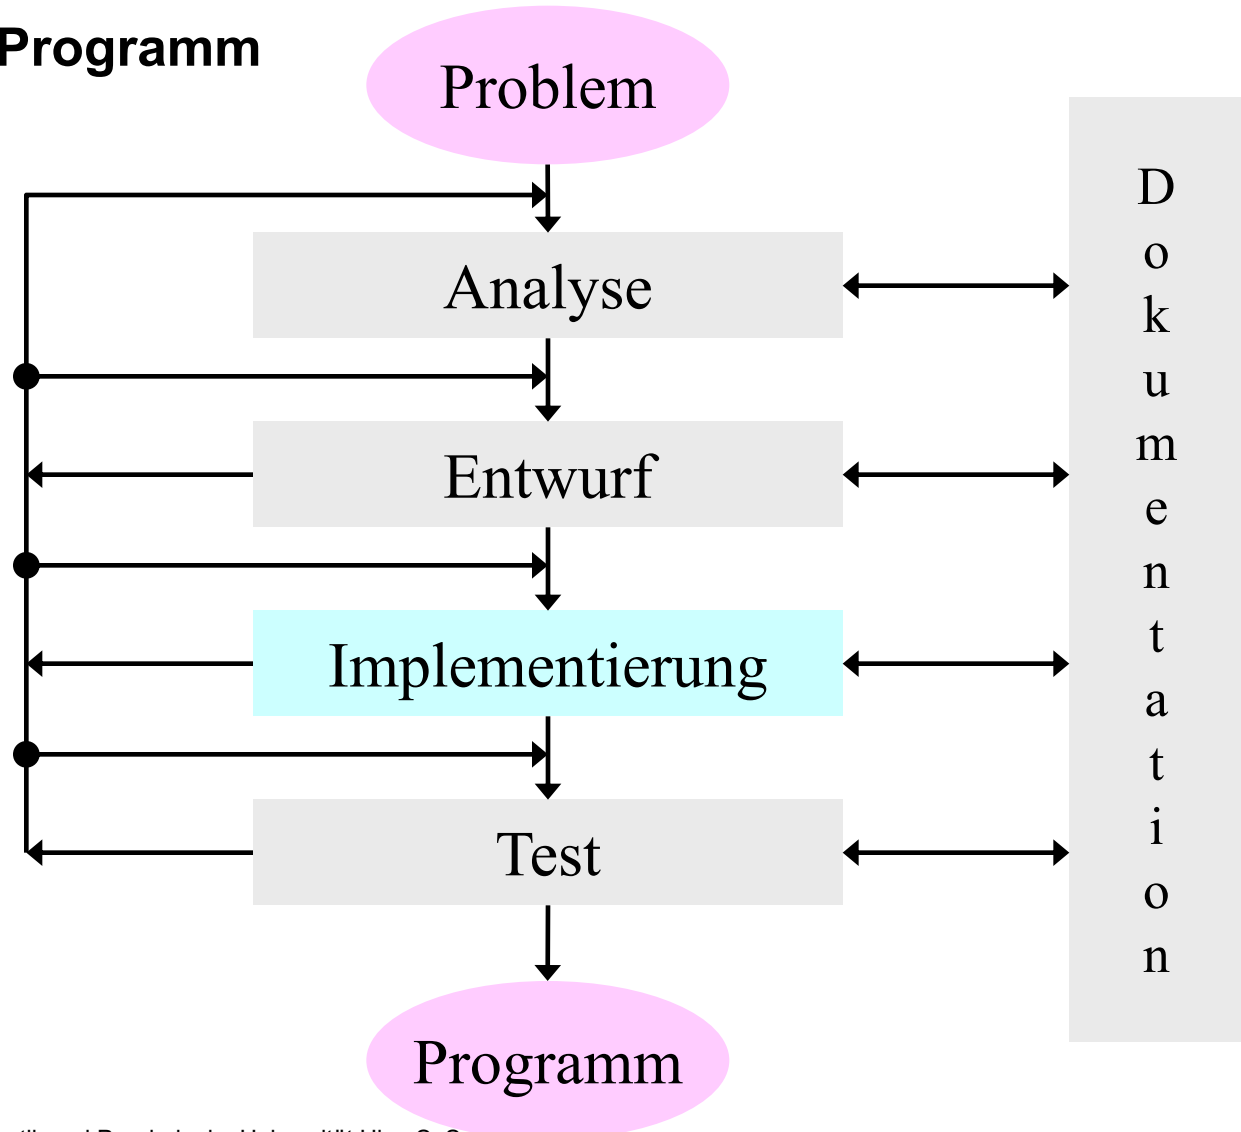 Programm
Problem
Analyse
Entwurf
Implementierung
Test
Programm
D
o
k
u
m
e
n
t
a
t
i
o
n